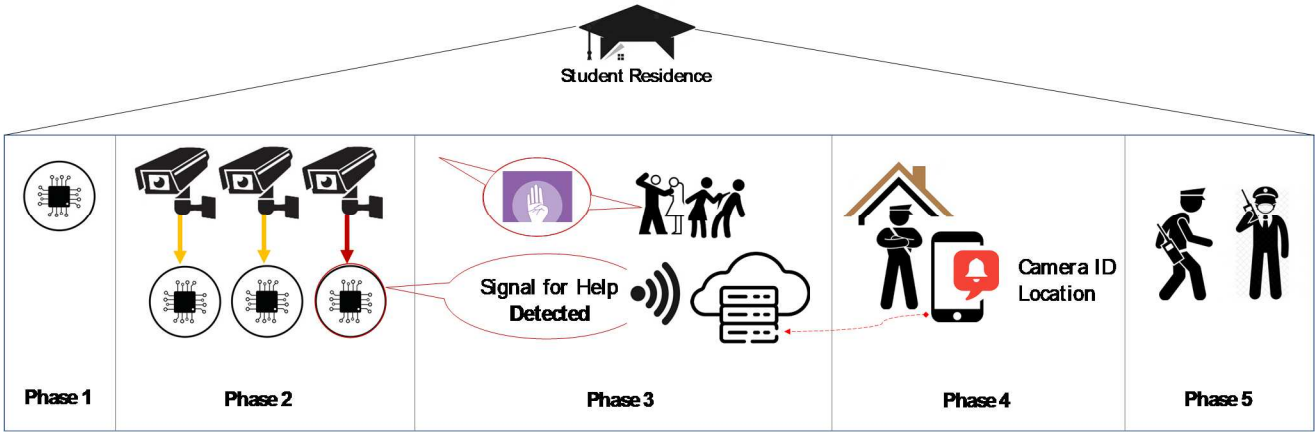 Student Residence
Signal for Help
Detected
Camera ID
Location
Phase 1
Phase 2
Phase 3
Phase 4
Phase 5